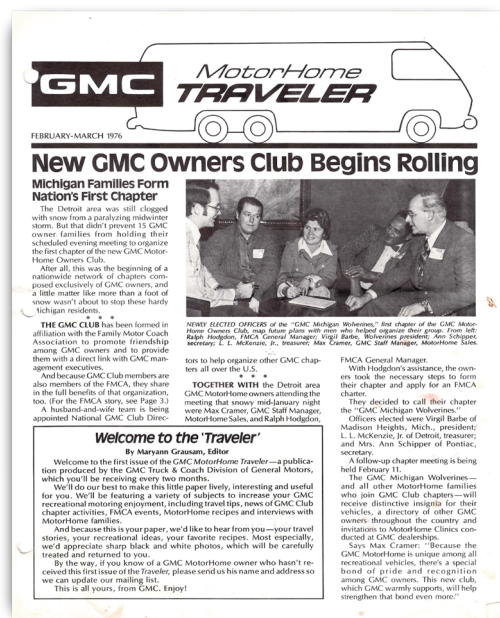 GMC
MotorHome
TRAVELER
FEBRUARY-MARCH 1976
New GMC Owners Club Begins Rolling
Michigan Families Form
Nation's First Chapter
The Detroit area was still clogged
with snow from a paralyzing midwinter
storm. But that didn't prevent 15 GMC
owner families from holding their
scheduled evening meeting to organize
the first chapter of the new GMC Motor-
Home Owners Club.
After all, this was the beginning of a
nationwide network of chapters com-
posed exclusively of GMC owners, and
a little matter like more than a foot of
snow wasn't about to stop these hardy
Michigan residents.
* * *
THE GMC CLUB has been formed in
affiliation with the Family Motor Coach
Association to promote friendship
among GMC owners and to provide
them with a direct link with GMC man-
agement executives.
And because GMC Club members are
also members of the FMCA, they share
in the full benefits of that organization,
too. (For the FMCA story, see Page 3.)
A husband-and-wife team is being
appointed National GMC Club Direc-
NEWLY ELECTED OFFICERS of the "GMC Michigan Wolverines," first chapter of the GMC Motor-
Home Owners Club, map future plans with men who helped organize their group. From left:
Ralph Hodgdon, FMCA General Manager; Virgil Barbe, Wolverines president; Ann Schipper,
secretary; L. L. McKenzie, Jr., treasurer; Max Cramer, GMC Staff Manager, MotorHome Sales.
tors to help organize other GMC chap-
ters all over the U.S.
* * *
TOGETHER WITH the Detroit area
GMC MotorHome owners attending the
meeting that snowy mid-January night
were Max Cramer, GMC Staff Manager,
MotorHome Sales, and Ralph Hodgdon,
FMCA General Manager.
With Hodgdon's assistance, the own-
ers took the necessary steps to form
their chapter and apply for an FMCA
charter.
They decided to call their chapter
the "GMC Michigan Wolverines."
Officers elected were Virgil Barbe of
Madison Heights, Mich., president;
L. L. McKenzie, Jr. of Detroit, treasurer;
and Mrs. Ann Schipper of Pontiac,
secretary.
A follow-up chapter meeting is being
held February 11.
The GMC Michigan Wolverines—
and all other MotorHome families
who join GMC Club chapters—will
receive distinctive insignia for their
vehicles, a directory of other GMC
owners throughout the country and
invitations to MotorHome Clinics con-
ducted at GMC dealerships.
Says Max Cramer: "Because the
GMC MotorHome is unique among all
recreational vehicles, there's a special
bond of pride and recognition
among GMC owners. This new club,
which GMC warmly supports, will help
strengthen that bond even more."
Welcome to the 'Traveler'
By Maryann Grausam, Editor
Welcome to the first issue of the GMC MotorHome Traveler—a publica-
tion produced by the GMC Truck & Coach Division of General Motors,
which you'll be receiving every two months.
We'll do our best to make this little paper lively, interesting and useful
for you. We'll be featuring a variety of subjects to increase your GMC
recreational motoring enjoyment, including travel tips, news of GMC Club
chapter activities, FMCA events, MotorHome recipes and interviews with
MotorHome families.
And because this is your paper, we'd like to hear from you—your travel
stories, your recreational ideas, your favorite recipes. Most especially,
we'd appreciate sharp black and white photos, which will be carefully
treated and returned to you.
By the way, if you know of a GMC MotorHome owner who hasn't re-
ceived this first issue of the Traveler, please send us his name and address so
we can update our mailing list.
This is all yours, from GMC. Enjoy!